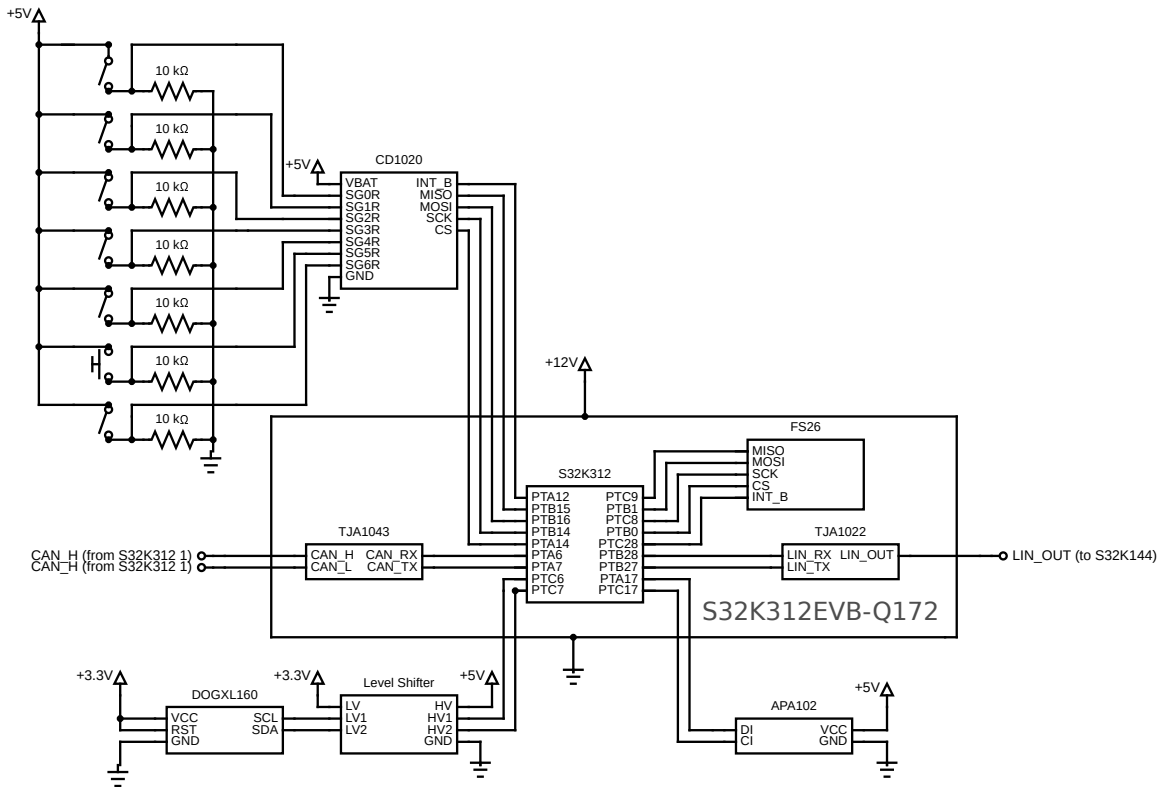 +5V
10 kΩ
10 kΩ
10 kΩ
10 kΩ
10 kΩ
10 kΩ
10 kΩ
CD1020
+5V
VBAT INT_B
SG0R MISO
SG1R MOSI
SG2R SCK
SG3R CS
SG4R
SG5R
SG6R
GND
+12V
FS26
MISO
MOSI
SCK
CS
INT_B
S32K312
PTA12 PTC9
PTB15 PTB1
PTB16 PTC8
PTB14 PTB0
PTA14 PTC28
PTA6 PTB28
PTA7 PTB27
PTC6 PTA17
PTC7 PTC17
TJA1043
CAN_H (from S32K312 1)
CAN_H (from S32K312 1)
CAN_H CAN_RX
CAN_L CAN_TX
TJA1022
LIN_RX LIN_OUT
LIN_TX
LIN_OUT (to S32K144)
S32K312EVB-Q172
+3.3V
DOGXL160
VCC SCL
RST SDA
GND
+3.3V
Level Shifter
+5V
LV HV
LV1 HV1
LV2 HV2
GND
+5V
APA102
DI VCC
CI GND